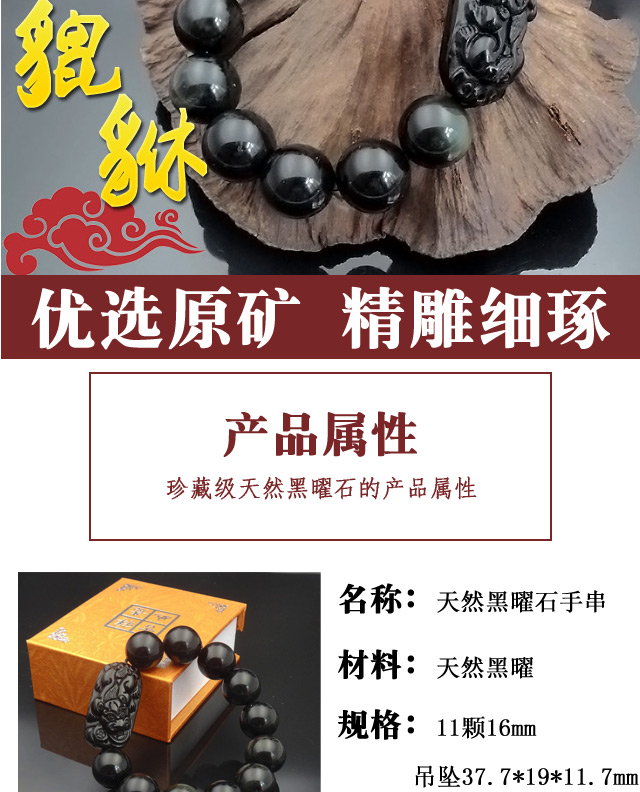 貔
貅
优选原矿 精雕细琢
产品属性
珍藏级天然黑曜石的产品属性
名称：天然黑曜石手串
材料：天然黑曜
规格：11颗16mm
吊坠37.7*19*11.7mm